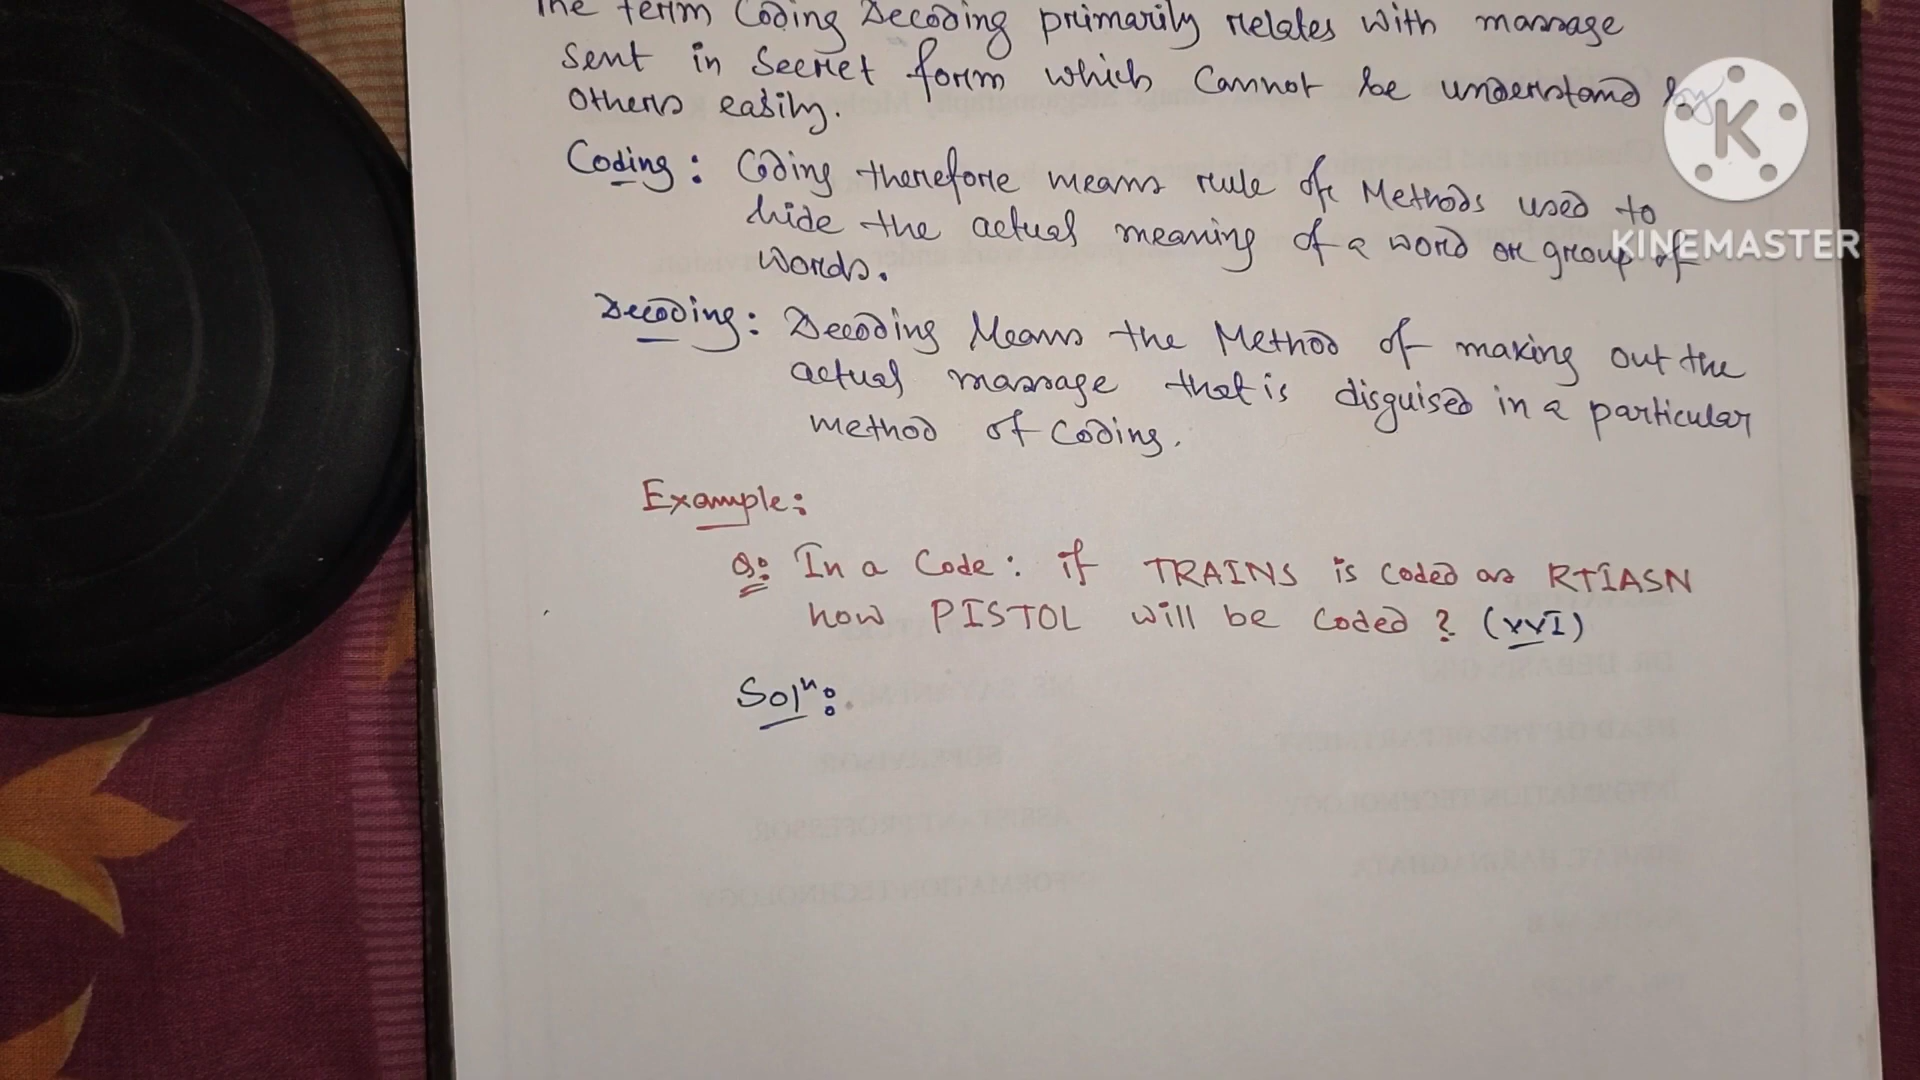 The term Coding Decoding primarily relates with massage
sent in secret form which cannot be understand by
others easily.
Coding: Coding therefore means rule of Methods used to
hide the actual meaning of a word or group of
words.
Decoding: Decoding Means the Method of making out the
actual massage that is disguised in a particular
method of coding.
Example:
Q: In a Code: if TRAINS is coded as RTIASN
how PISTOL will be coded? (VVI)
Soln:
K
KINEMASTER